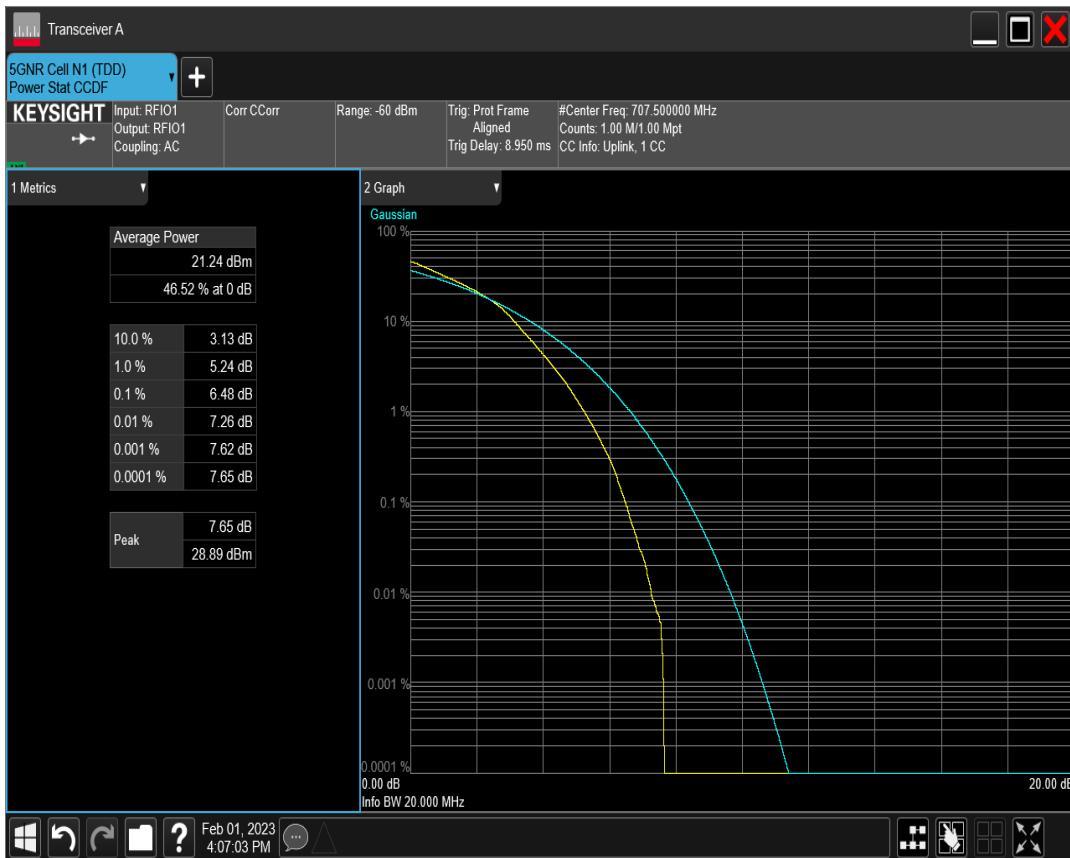 Transceiver A
5GNR Cell N1 (TDD)
Power Stat CCDF
KEYSIGHT
Input: RFIO1
Output: RFIO1
Coupling: AC
Corr CCorr
Range: -60 dBm
Trig: Prot Frame
Aligned
Trig Delay: 8.950 ms
#Center Freq: 707.500000 MHz
Counts: 1.00 M/1.00 Mpt
CC Info: Uplink, 1 CC
1 Metrics
Average Power
21.24 dBm
46.52 % at 0 dB
10.0 % 3.13 dB
1.0 % 5.24 dB
0.1 % 6.48 dB
0.01 % 7.26 dB
0.001 % 7.62 dB
0.0001 % 7.65 dB
Peak
7.65 dB
28.89 dBm
2 Graph
Gaussian
100 %
10 %
1 %
0.1 %
0.01 %
0.001 %
0.0001 %
0.00 dB
20.00 dB
Info BW 20.000 MHz
Feb 01, 2023
4:07:03 PM